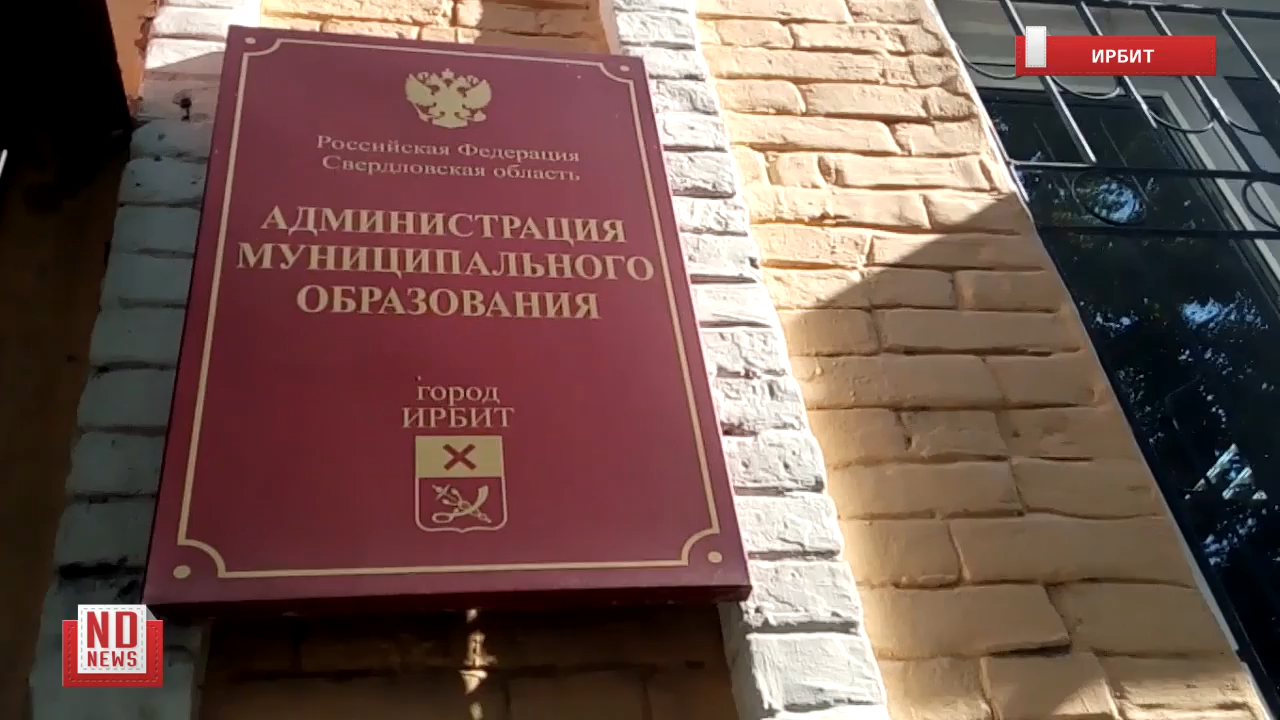 ИРБИТ
Российская Федерация
Свердловская область
АДМИНИСТРАЦИЯ
МУНИЦИПАЛЬНОГО
ОБРАЗОВАНИЯ
город
ИРБИТ
ND
NEWS